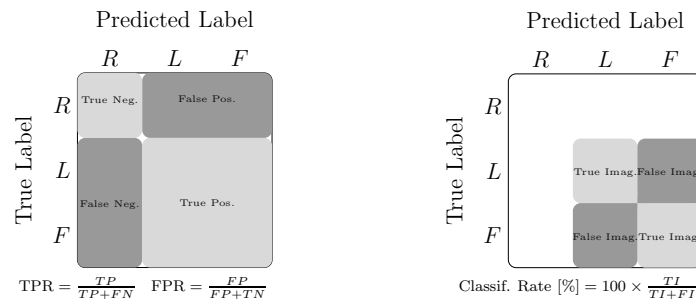 Predicted Label
R L F
True Label
R
L
F
True Neg.
False Pos.
False Neg.
True Pos.
TPR = TP/TP+FN FPR = FP/FP+TN
Predicted Label
R L F
True Label
R
L
F
True Imag.
False Imag
False Imag.
True Imag
Classif. Rate [%] = 100 × TI/TI+FI